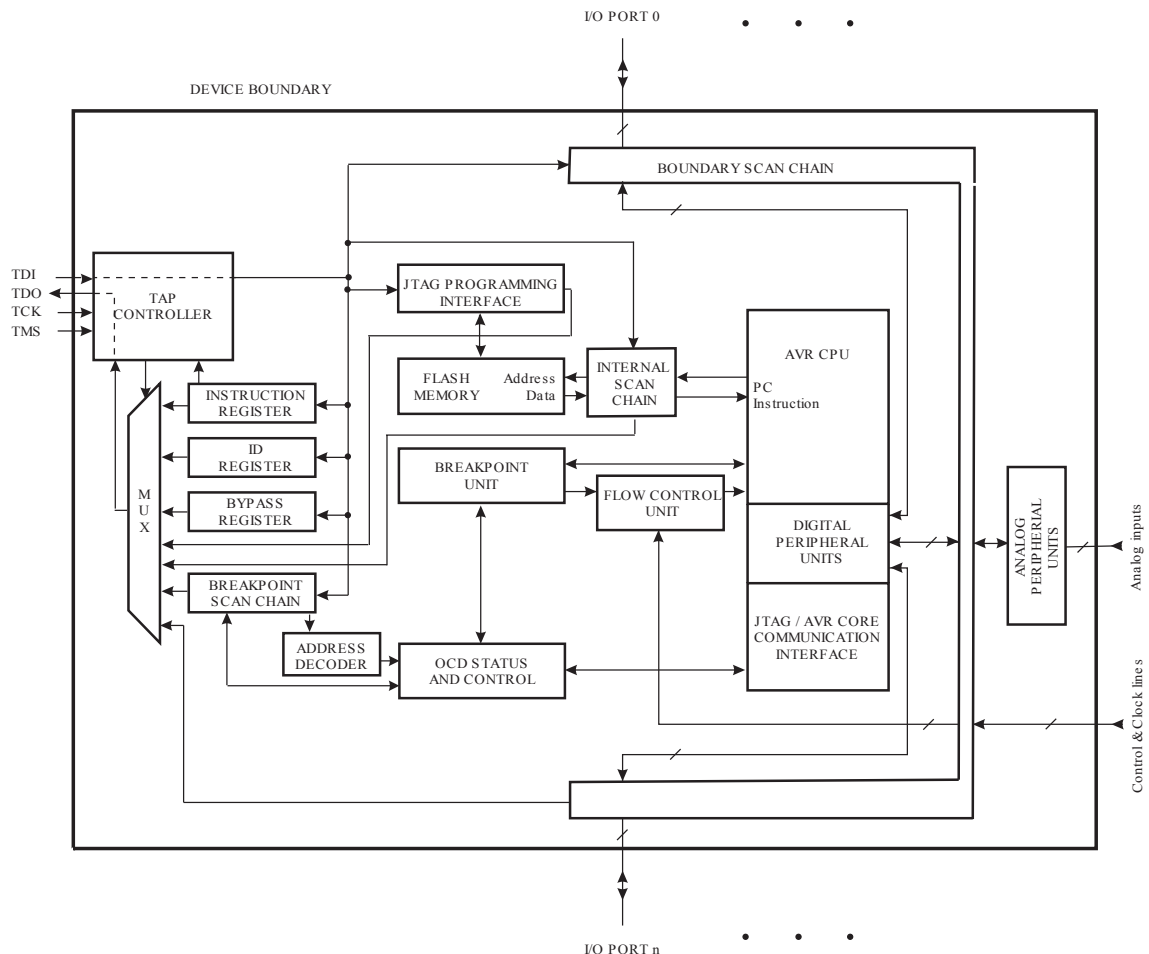 I/O PORT 0
DEVICE BOUNDARY
BOUNDARY SCAN CHAIN
TDI
TDO
TCK
TMS
TAP
CONTROLLER
JTAG PROGRAMMING
INTERFACE
AVR CPU
FLASH
MEMORY
Address
Data
INTERNAL
SCAN
CHAIN
PC
Instruction
INSTRUCTION
REGISTER
ID
REGISTER
BREAKPOINT
UNIT
FLOW CONTROL
UNIT
MUX
BYPASS
REGISTER
DIGITAL
PERIPHERAL
UNITS
ANALOG
PERIPHERIAL
UNITS
Analog inputs
BREAKPOINT
SCAN CHAIN
ADDRESS
DECODER
OCD STATUS
AND CONTROL
JTAG / AVR CORE
COMMUNICATION
INTERFACE
Control & Clock lines
I/O PORT n